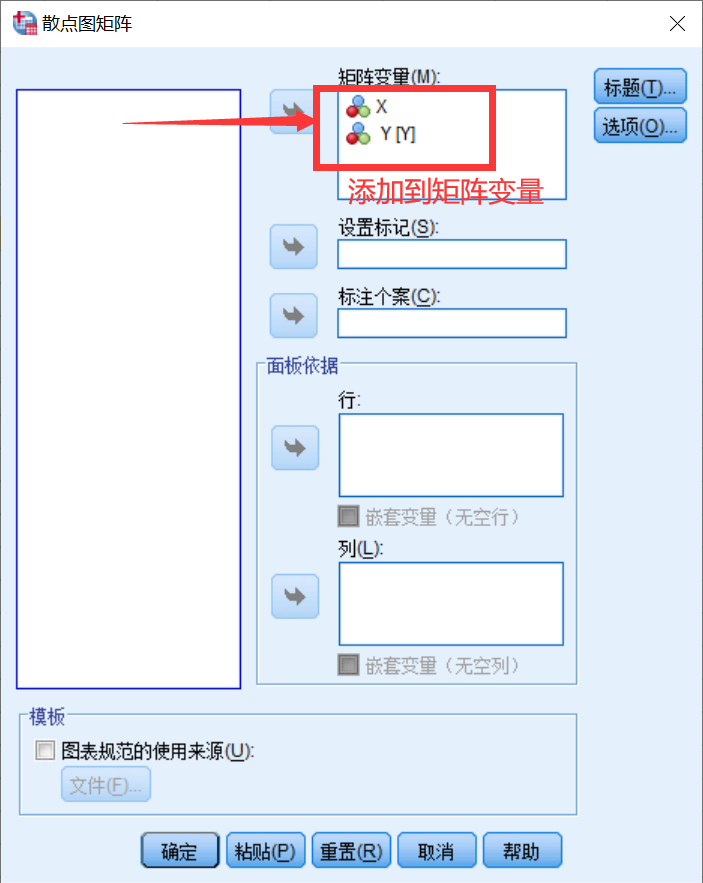 散点图矩阵
矩阵变量(M):
标题(T)...
X
Y [Y]
选项(O)...
添加到矩阵变量
设置标记(S):
标注个案(C):
面板依据
行:
嵌套变量（无空行）
列(L):
嵌套变量（无空列）
模板
图表规范的使用来源(U):
文件(F)...
确定
粘贴(P)
重置(R)
取消
帮助